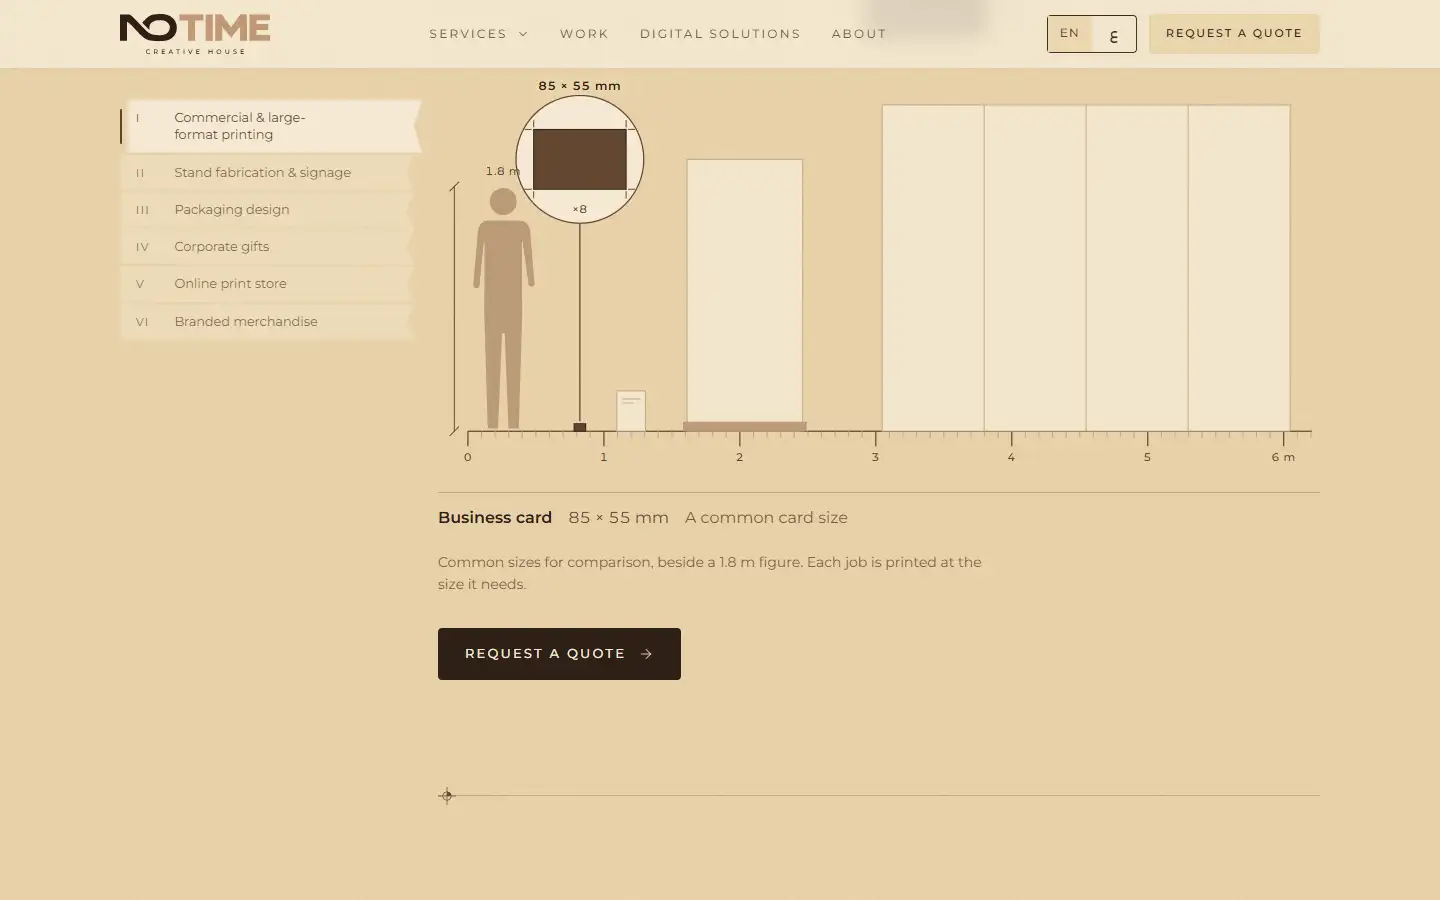 NOTIME
CREATIVE HOUSE
SERVICES
WORK
DIGITAL SOLUTIONS
ABOUT
EN
ع
REQUEST A QUOTE
I
Commercial & large-
format printing
II
Stand fabrication & signage
III
Packaging design
IV
Corporate gifts
V
Online print store
VI
Branded merchandise
85 × 55 mm
1.8 m
×8
0 1 2 3 4 5 6 m
Business card 85 × 55 mm A common card size
Common sizes for comparison, beside a 1.8 m figure. Each job is printed at the
size it needs.
REQUEST A QUOTE →